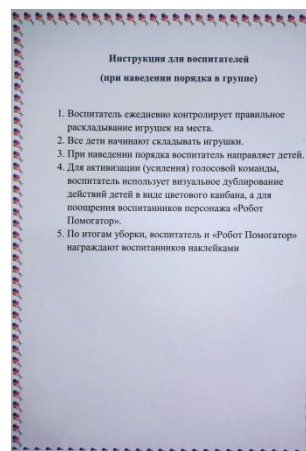 Инструкция для воспитателей
(при наведении порядка в группе)
1. Воспитатель ежедневно контролирует правильное
раскладывание игрушек на места.
2. Все дети начинают складывать игрушки.
3. При наведении порядка воспитатель направляет детей.
4. Для активизации (усиления) голосовой команды,
воспитатель использует визуальное дублирование
действий детей в виде цветового канбана, а для
поощрения воспитанников персонажа «Робот
Помогатор».
5. По итогам уборки, воспитатель и «Робот Помогатор»
награждают воспитанников наклейками